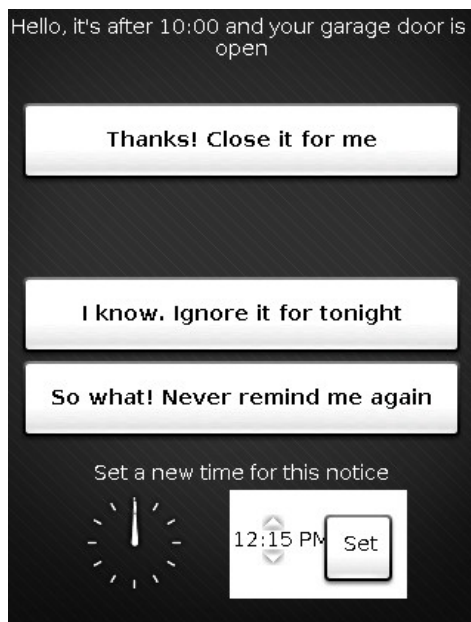 Hello, it's after 10:00 and your garage door is
open
Thanks! Close it for me
I know. Ignore it for tonight
So what! Never remind me again
Set a new time for this notice
12:15 PM
Set